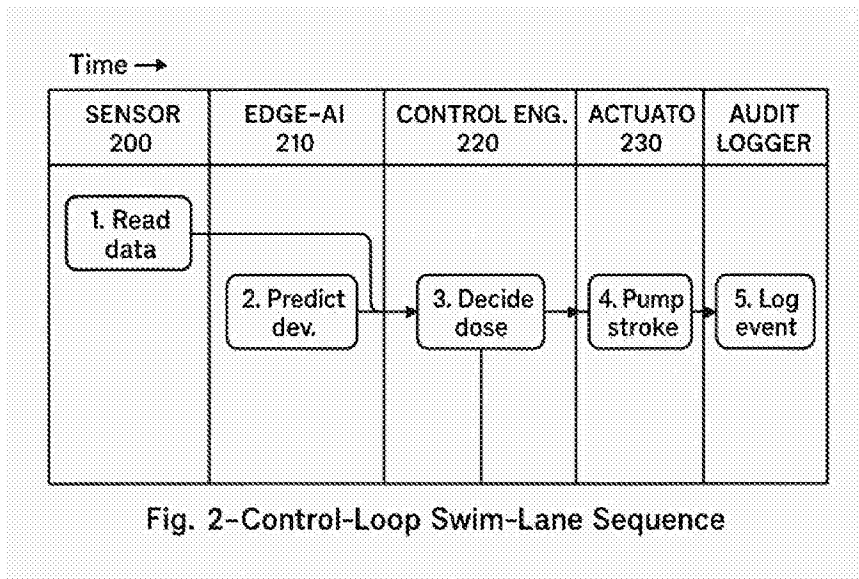 Time →
SENSOR
200
EDGE-AI
210
CONTROL ENG.
220
ACTUATO
230
AUDIT
LOGGER
1. Read
data
2. Predict
dev.
3. Decide
dose
4. Pump
stroke
5. Log
event
Fig. 2-Control-Loop Swim-Lane Sequence